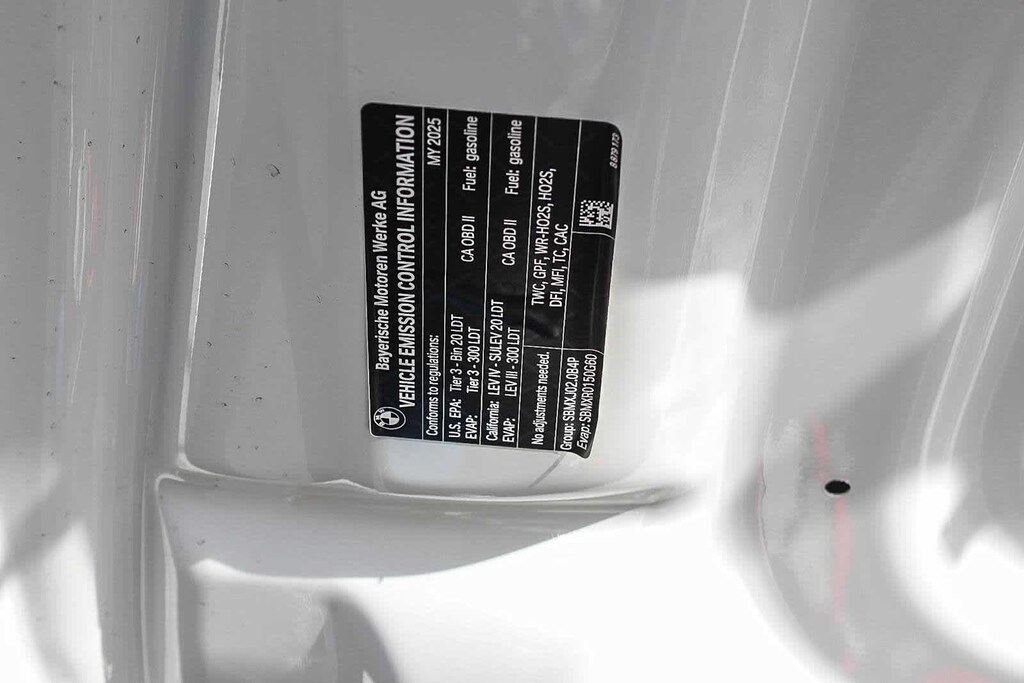 Bayerische Motoren Werke AG
VEHICLE EMISSION CONTROL INFORMATION
Conforms to regulations: MY 2025
U.S. EPA: Tier 3 - Bin 20 LDT
EVAP: Tier 3 - 300 LDT CA OBD II Fuel: gasoline
California: LEV IV - SULEV 20 LDT
EVAP: LEV III - 300 LDT CA OBD II Fuel: gasoline
No adjustments needed.
TWC, GPF, WR-HO2S, HO2S,
DFI, MFI, TC, CAC
Group: SBMXJ02.0B4P
Evap: SBMXR0150G60
8 879 173